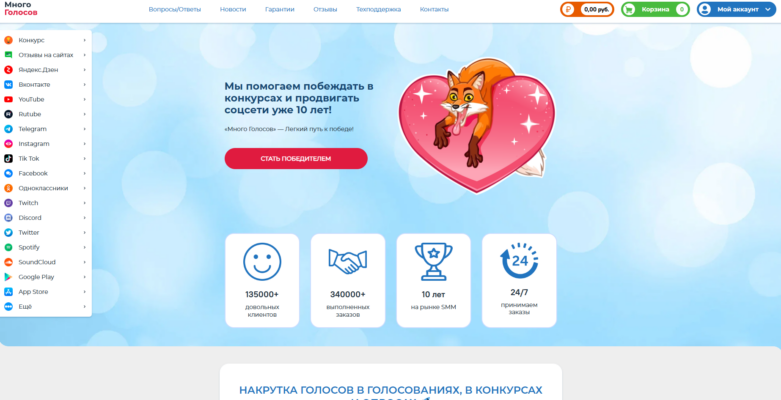 Много
Голосов
Вопросы/Ответы
Новости
Гарантии
Отзывы
Техподдержка
Контакты
0,00 руб.
Корзина
0
Мой аккаунт
Конкурс
Отзывы на сайтах
Яндекс.Дзен
Вконтакте
YouTube
Rutube
Telegram
Instagram
Tik Tok
Facebook
Одноклассники
Twitch
Discord
Twitter
Spotify
SoundCloud
Google Play
App Store
Ещё
Мы помогаем побеждать в
конкурсах и продвигать
соцсети уже 10 лет!
«Много Голосов» — Легкий путь к победе!
СТАТЬ ПОБЕДИТЕЛЕМ
135000+
довольных
клиентов
340000+
выполненных
заказов
10 лет
на рынке SMM
24
24/7
принимаем
заказы
НАКРУТКА ГОЛОСОВ В ГОЛОСОВАНИЯХ, В КОНКУРСАХ